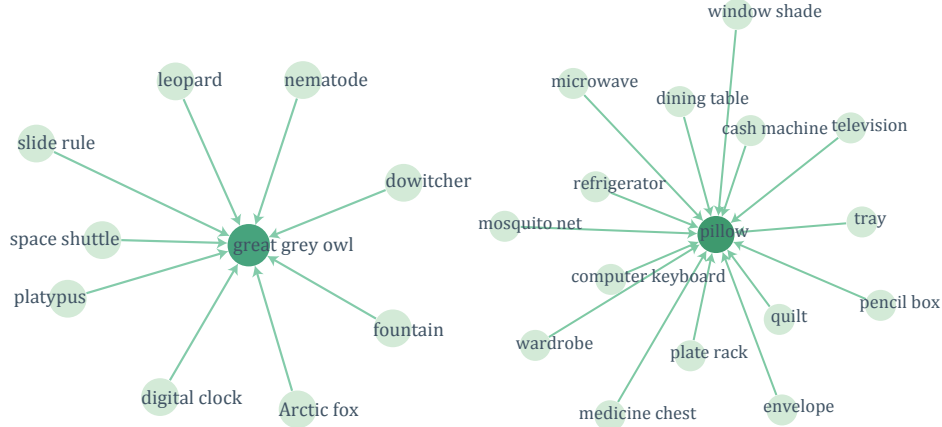 leopard
nematode
slide rule
dowitcher
space shuttle
great grey owl
platypus
fountain
digital clock
Arctic fox
window shade
microwave
dining table
cash machine
television
refrigerator
mosquito net
pillow
tray
computer keyboard
pencil box
quilt
wardrobe
plate rack
medicine chest
envelope